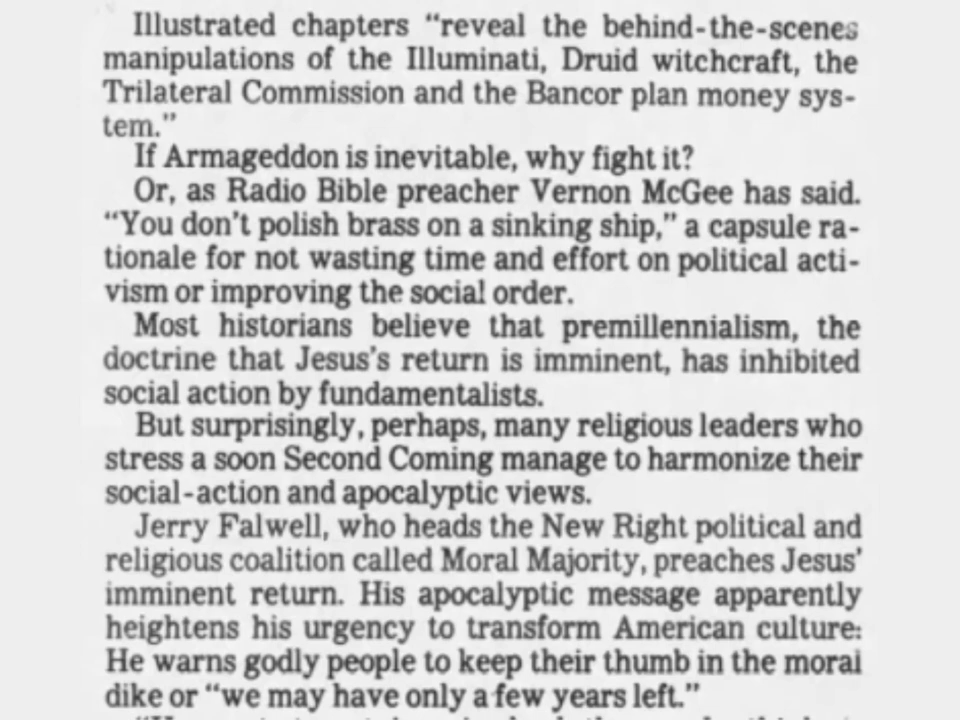 Illustrated chapters “reveal the behind-the-scenes
manipulations of the Illuminati, Druid witchcraft, the
Trilateral Commission and the Bancor plan money sys-
tem.”
If Armageddon is inevitable, why fight it?
Or, as Radio Bible preacher Vernon McGee has said.
“You don’t polish brass on a sinking ship,” a capsule ra-
tionale for not wasting time and effort on political acti-
vism or improving the social order.
Most historians believe that premillennialism, the
doctrine that Jesus’s return is imminent, has inhibited
social action by fundamentalists.
But surprisingly, perhaps, many religious leaders who
stress a soon Second Coming manage to harmonize their
social-action and apocalyptic views.
Jerry Falwell, who heads the New Right political and
religious coalition called Moral Majority, preaches Jesus’
imminent return. His apocalyptic message apparently
heightens his urgency to transform American culture:
He warns godly people to keep their thumb in the moral
dike or “we may have only a few years left.”